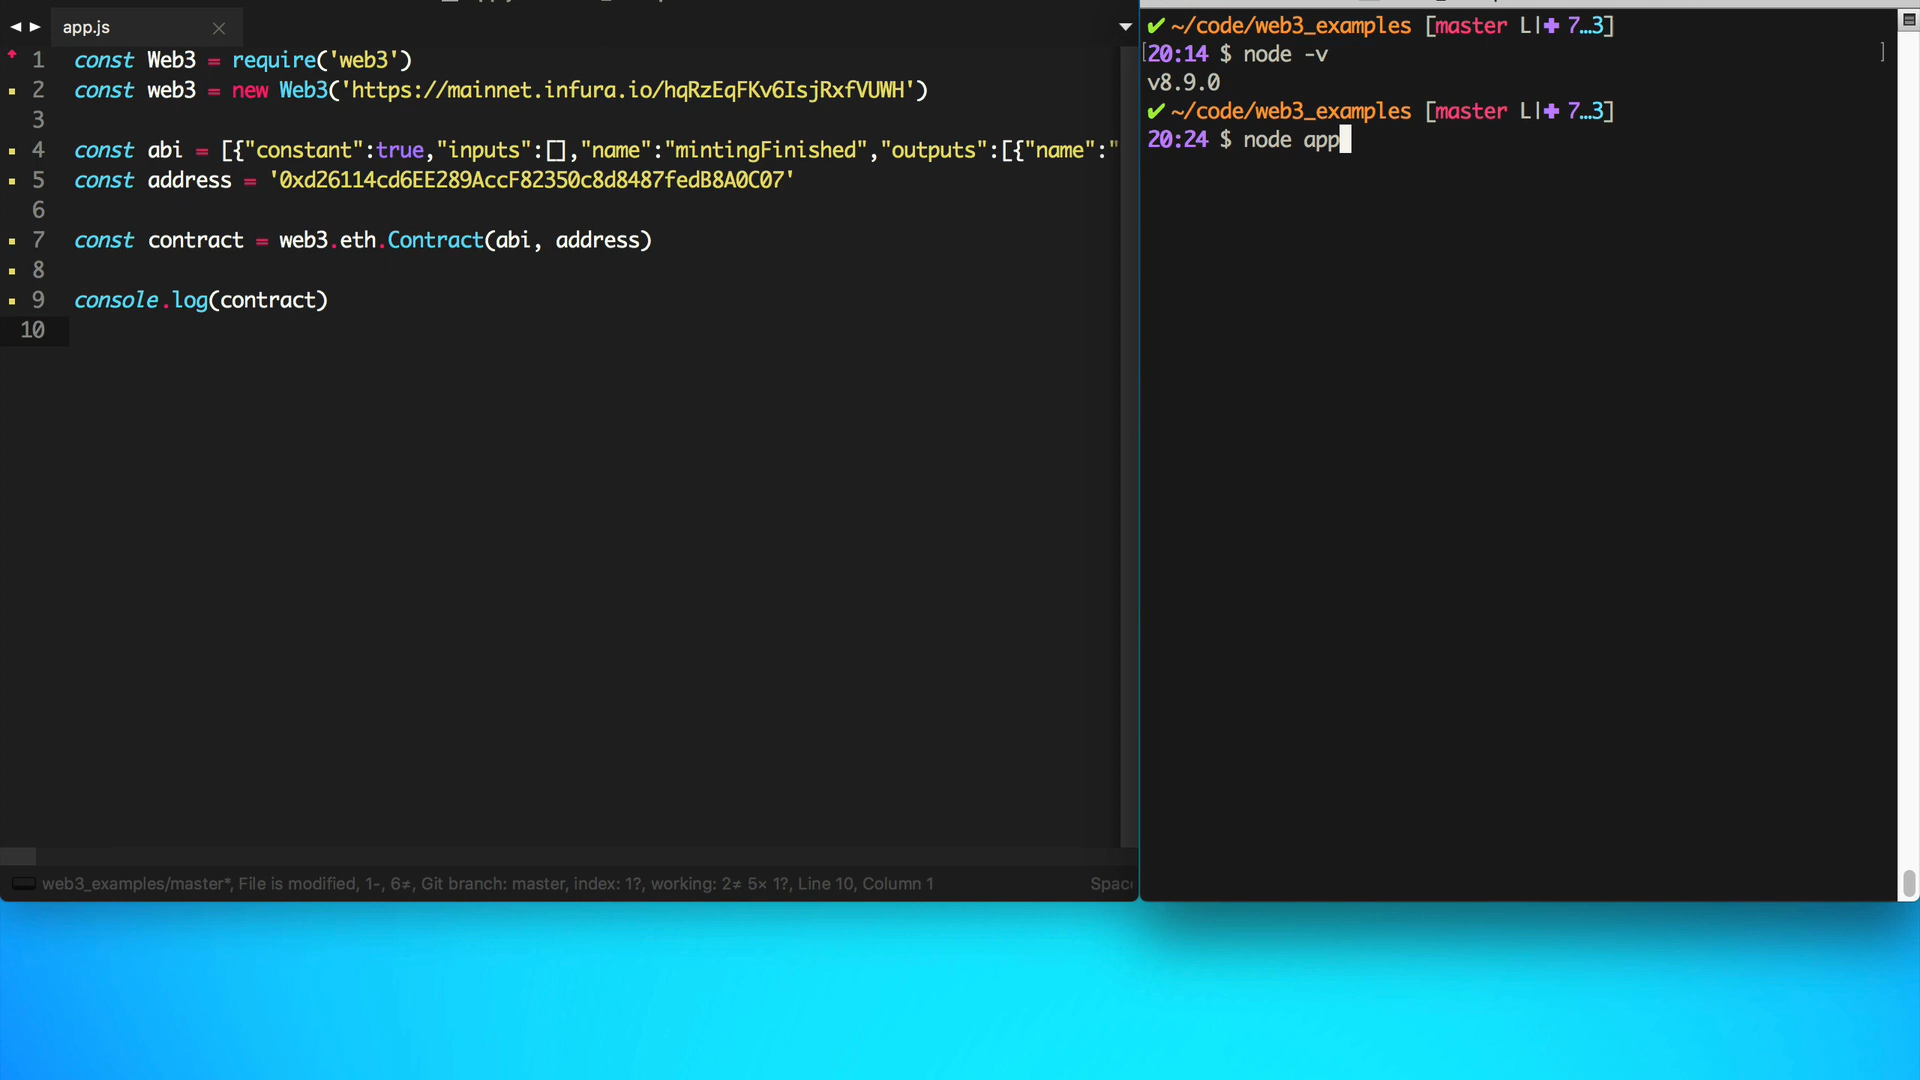 app.js
1 const Web3 = require('web3')
2 const web3 = new Web3('https://mainnet.infura.io/hqRzEqFKv6IsjRxfVUWH')
3
4 const abi = [{"constant":true,"inputs":[],"name":"mintingFinished","outputs":[{"name":"
5 const address = '0xd26114cd6EE289AccF82350c8d8487fedB8A0C07'
6
7 const contract = web3.eth.Contract(abi, address)
8
9 console.log(contract)
10
web3_examples/master*, File is modified, 1-, 6≠, Git branch: master, index: 1?, working: 2≠ 5× 1?, Line 10, Column 1
✔ ~/code/web3_examples [master L|✚ 7…3]
[20:14 $ node -v ]
v8.9.0
✔ ~/code/web3_examples [master L|✚ 7…3]
20:24 $ node app